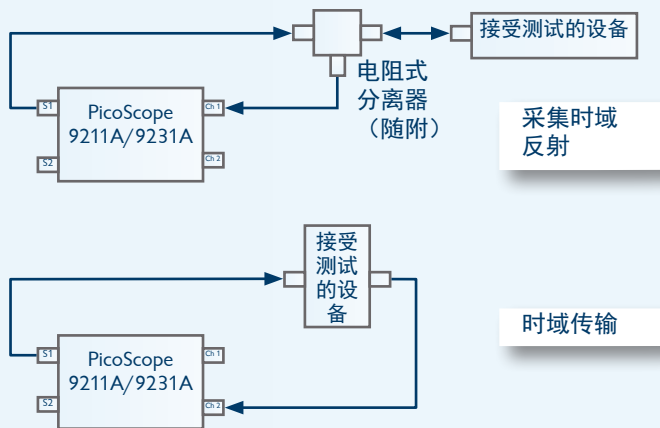 接受测试的设备
电阻式
分离器
（随附）
S1
Ch 1
PicoScope
9211A/9231A
S2
Ch 2
采集时域
反射
接受
测试
的设
备
时域传输
S1
Ch 1
PicoScope
9211A/9231A
S2
Ch 2